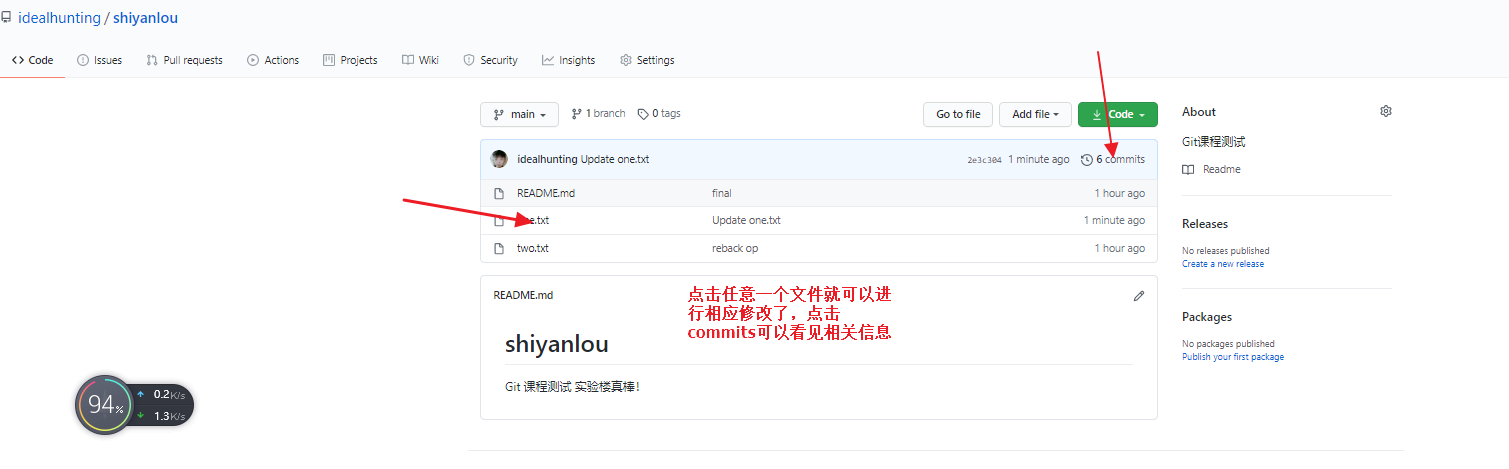 idealhunting / shiyanlou
Code Issues Pull requests Actions Projects Wiki Security Insights Settings
main 1 branch 0 tags Go to file Add file Code
About
Git课程测试
Readme
idealhunting Update one.txt 2e3c304 1 minute ago 6 commits
README.md final 1 hour ago
.txt Update one.txt 1 minute ago
two.txt reback op 1 hour ago
Releases
No releases published
Create a new release
README.md
点击任意一个文件就可以进
行相应修改了，点击
commits可以看见相关信息
Packages
No packages published
Publish your first package
shiyanlou
Git 课程测试 实验楼真棒！
94% 0.2K/s
1.3K/s